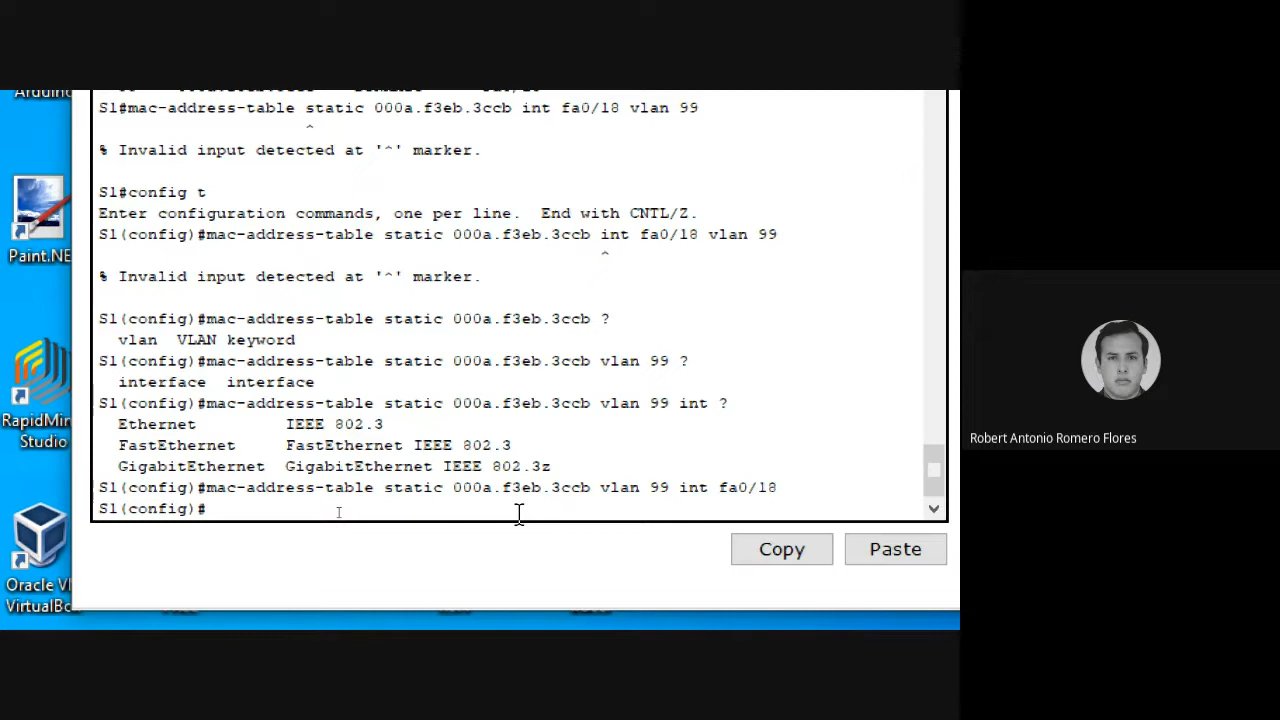 Arduino
S1#mac-address-table static 000a.f3eb.3ccb int fa0/18 vlan 99
^
% Invalid input detected at '^' marker.
S1#config t
Enter configuration commands, one per line.  End with CNTL/Z.
S1(config)#mac-address-table static 000a.f3eb.3ccb int fa0/18 vlan 99
^
% Invalid input detected at '^' marker.
S1(config)#mac-address-table static 000a.f3eb.3ccb ?
vlan  VLAN keyword
S1(config)#mac-address-table static 000a.f3eb.3ccb vlan 99 ?
interface  interface
S1(config)#mac-address-table static 000a.f3eb.3ccb vlan 99 int ?
Ethernet         IEEE 802.3
FastEthernet     FastEthernet IEEE 802.3
GigabitEthernet  GigabitEthernet IEEE 802.3z
S1(config)#mac-address-table static 000a.f3eb.3ccb vlan 99 int fa0/18
S1(config)#
Copy
Paste
Paint.NE
RapidMin
Studio
Oracle V
VirtualBo
Robert Antonio Romero Flores